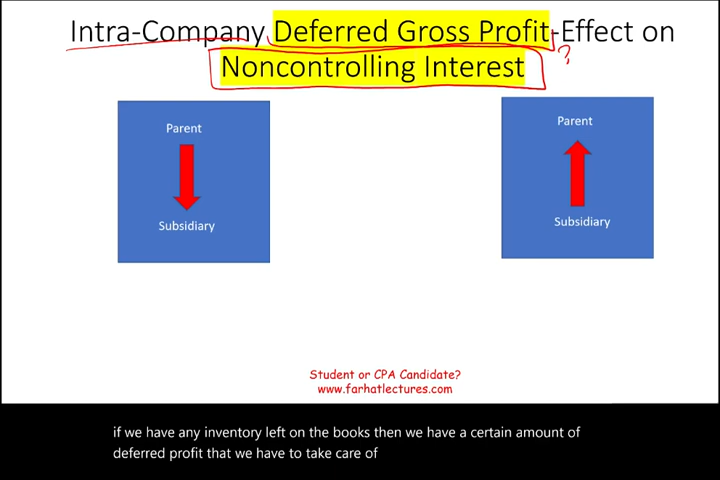 Intra-Company Deferred Gross Profit-Effect on
Noncontrolling Interest
?
Parent
Subsidiary
Parent
Subsidiary
Student or CPA Candidate?
www.farhatlectures.com
if we have any inventory left on the books then we have a certain amount of
deferred profit that we have to take care of